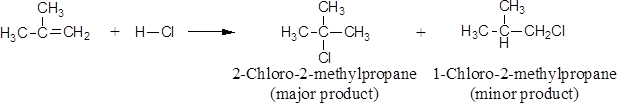 CH₃
H₃C-C=CH₂ + H—Cl
CH₃
H₃C-C—CH₃
Cl
+
CH₃
H₃C-C—CH₂Cl
H
2-Chloro-2-methylpropane
(major product)
1-Chloro-2-methylpropane
(minor product)